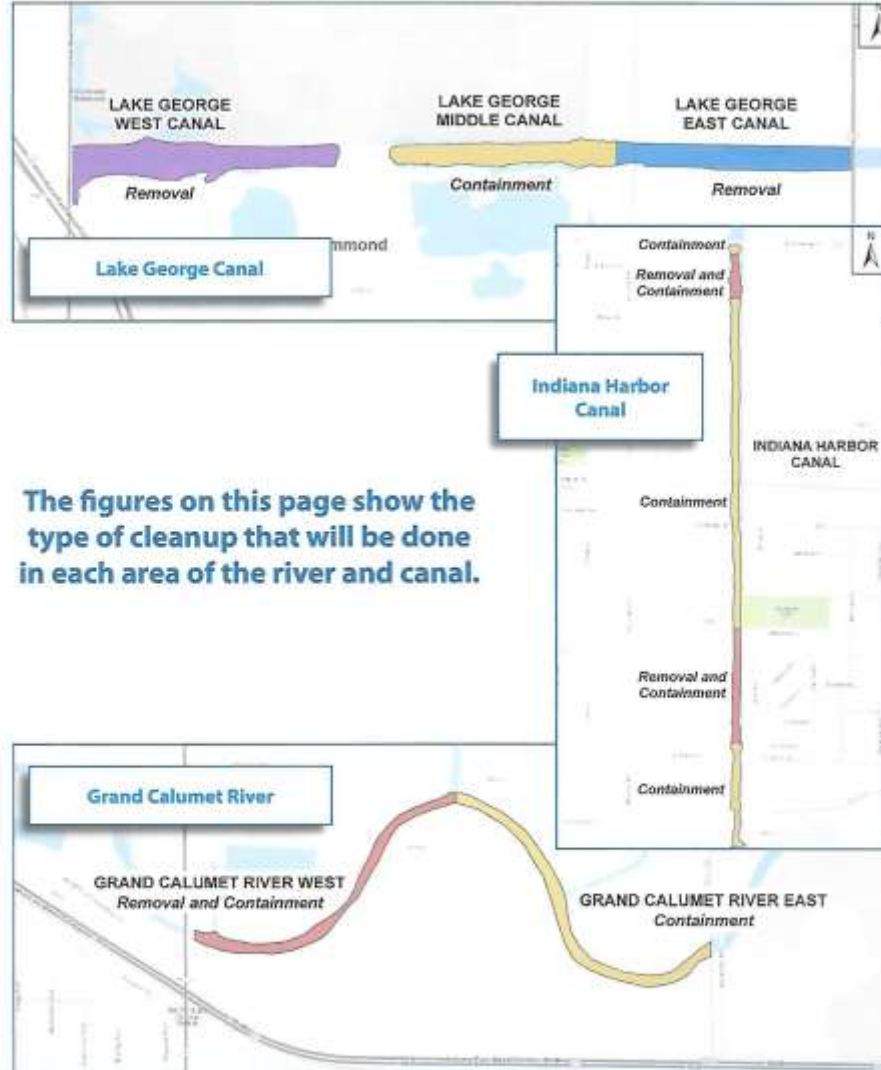 LAKE GEORGE
WEST CANAL
Removal
LAKE GEORGE
MIDDLE CANAL
Containment
LAKE GEORGE
EAST CANAL
Removal
mmond
Lake George Canal
N
Containment
Removal and
Containment
Indiana Harbor
Canal
INDIANA HARBOR
CANAL
Containment
Removal and
Containment
Containment
The figures on this page show the
type of cleanup that will be done
in each area of the river and canal.
Grand Calumet River
GRAND CALUMET RIVER WEST
Removal and Containment
GRAND CALUMET RIVER EAST
Containment